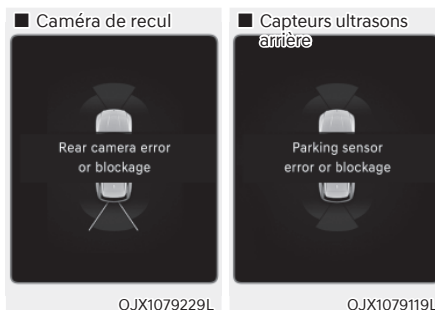 ■ Caméra de recul
Rear camera error
or blockage
OJX1079229L
■ Capteurs ultrasons
arrière
Parking sensor
error or blockage
OJX1079119L